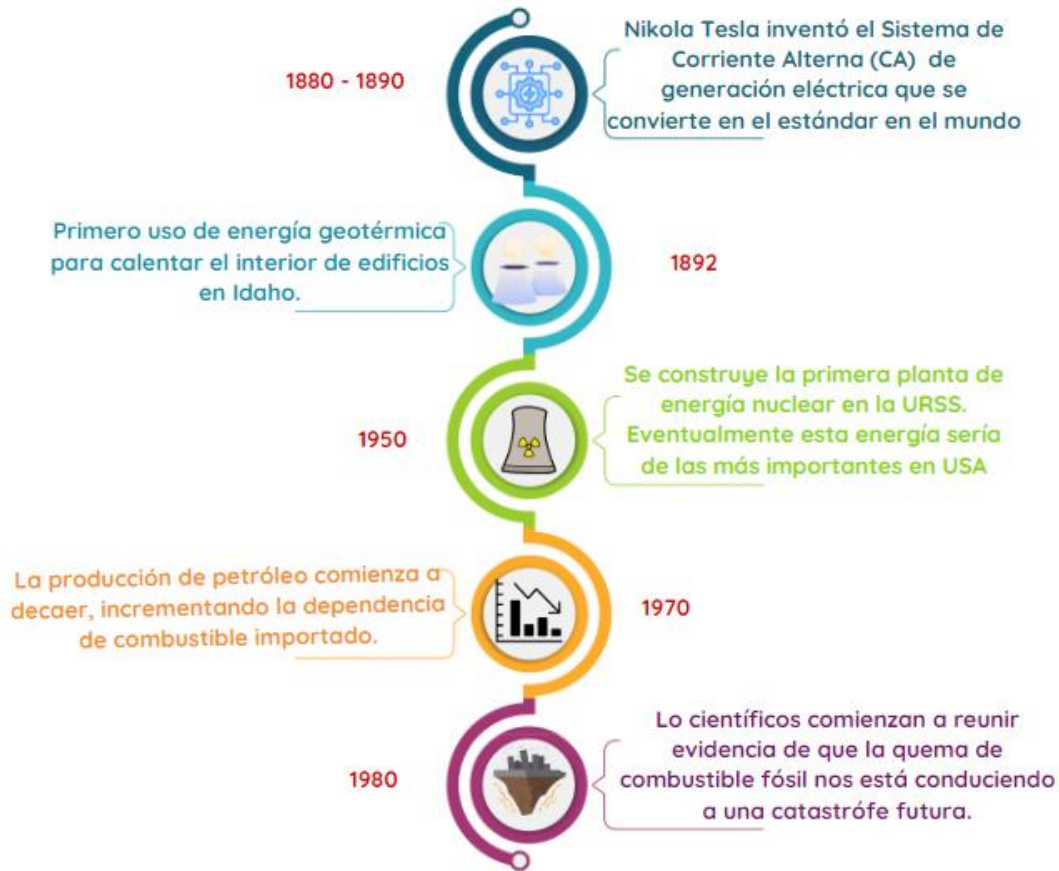 1880 - 1890
Nikola Tesla inventó el Sistema de
Corriente Alterna (CA) de
generación eléctrica que se
convierte en el estándar en el mundo
Primero uso de energía geotérmica
para calentar el interior de edificios
en Idaho.
1892
1950
Se construye la primera planta de
energía nuclear en la URSS.
Eventualmente esta energía sería
de las más importantes en USA
La producción de petróleo comienza a
decaer, incrementando la dependencia
de combustible importado.
1970
1980
Lo científicos comienzan a reunir
evidencia de que la quema de
combustible fósil nos está conduciendo
a una catastrófe futura.